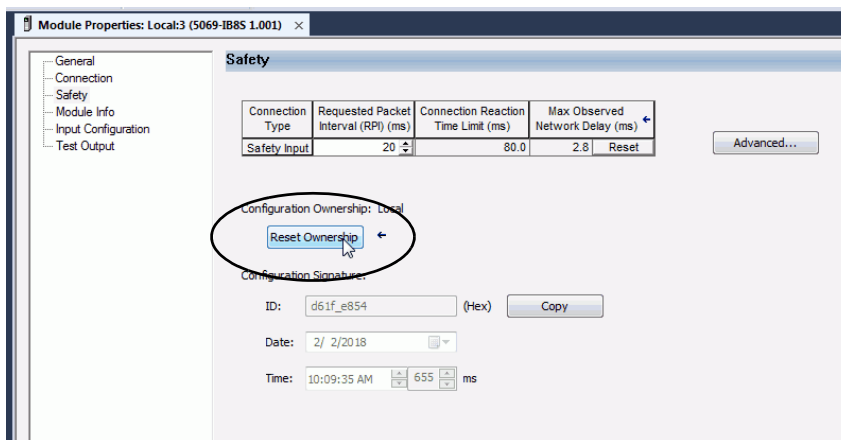 Module Properties: Local:3 (5069-IB8S 1.001) ×
General
Connection
Safety
Module Info
Input Configuration
Test Output
Safety
Connection Type Requested Packet Interval (RPI) (ms) Connection Reaction Time Limit (ms) Max Observed Network Delay (ms)
Safety Input 20 80.0 2.8 Reset
Advanced...
Configuration Ownership: Local
Reset Ownership
Configuration Signature:
ID: d61f_e854 (Hex) Copy
Date: 2/ 2/2018
Time: 10:09:35 AM 655 ms